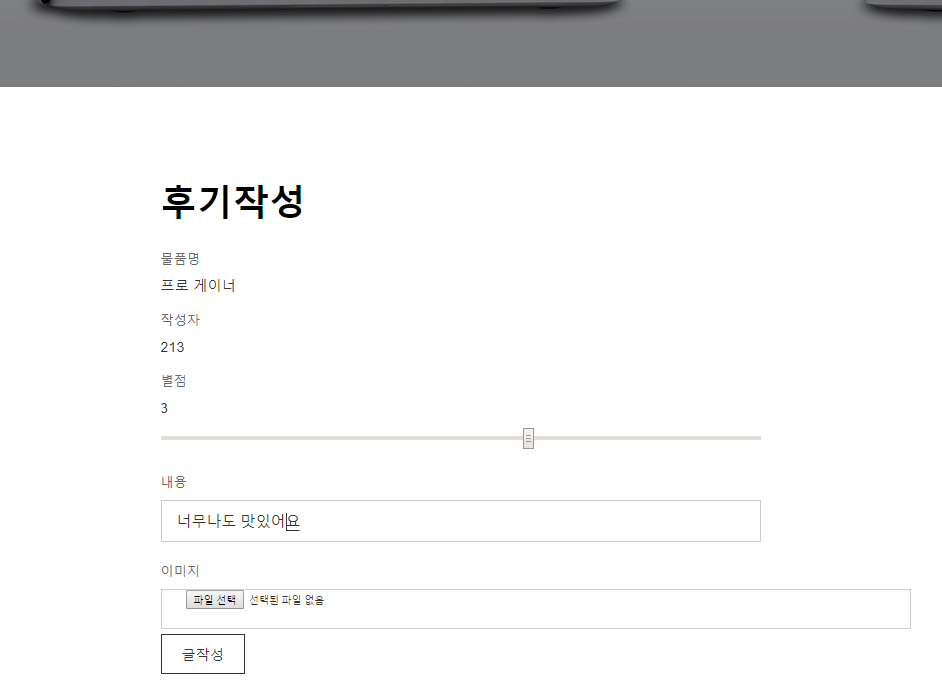 후기작성
물품명
프로 게이너
작성자
213
별점
3
내용
너무나도 맛있어요
이미지
파일 선택 선택된 파일 없음
글작성